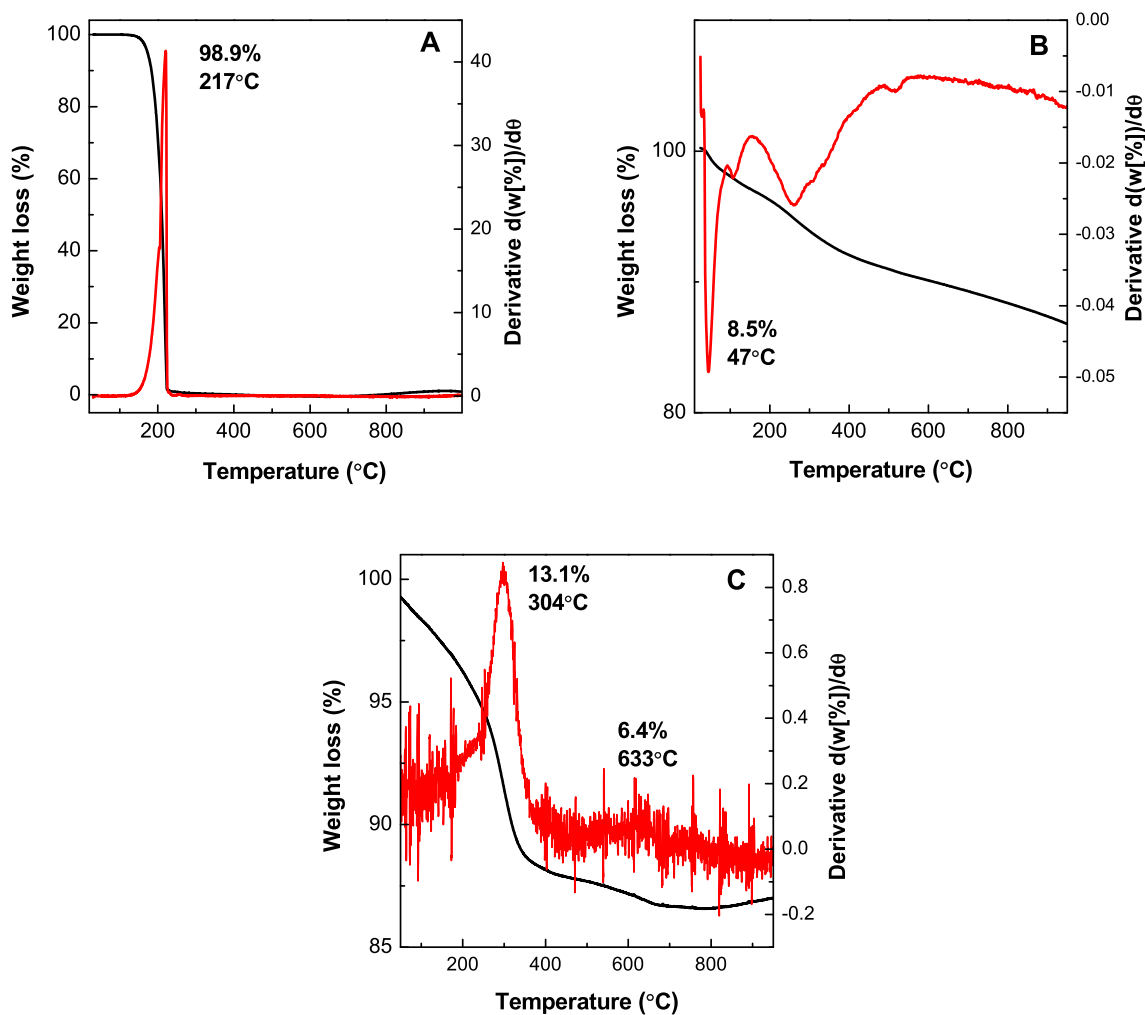 A
98.9%
217°C
100
80
60
40
20
0
40
30
20
10
0
200
400
600
800
Weight loss (%)
Derivative d(w[%])/dθ
Temperature (°C)
B
8.5%
47°C
100
80
0.00
-0.01
-0.02
-0.03
-0.04
-0.05
200
400
600
800
Weight loss (%)
Derivative d(w[%])/dθ
Temperature (°C)
C
13.1%
304°C
6.4%
633°C
100
95
90
85
0.8
0.6
0.4
0.2
0.0
-0.2
200
400
600
800
Weight loss (%)
Derivative d(w[%])/dθ
Temperature (°C)